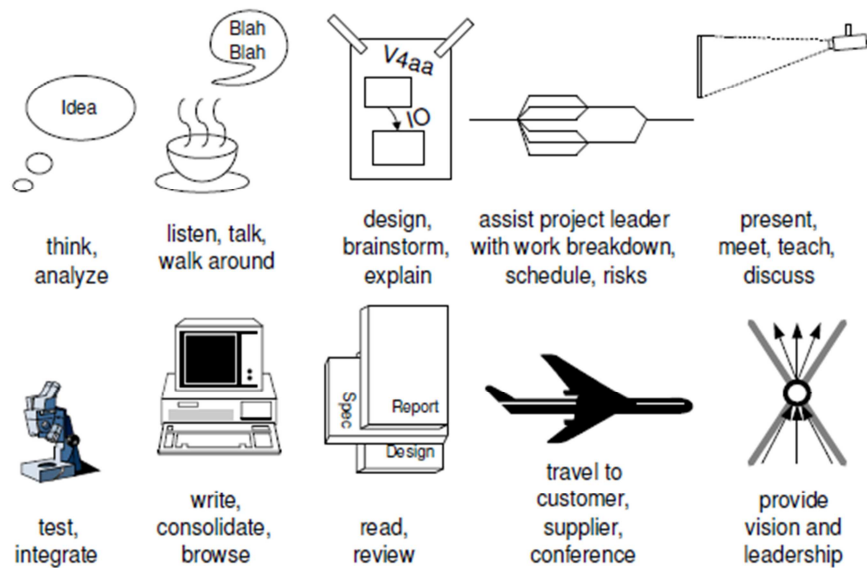 Blah
Blah
Idea
V4aa
IO
think,
analyze
listen, talk,
walk around
design,
brainstorm,
explain
assist project leader
with work breakdown,
schedule, risks
present,
meet, teach,
discuss
Spec
Report
Design
test,
integrate
write,
consolidate,
browse
read,
review
travel to
customer,
supplier,
conference
provide
vision and
leadership